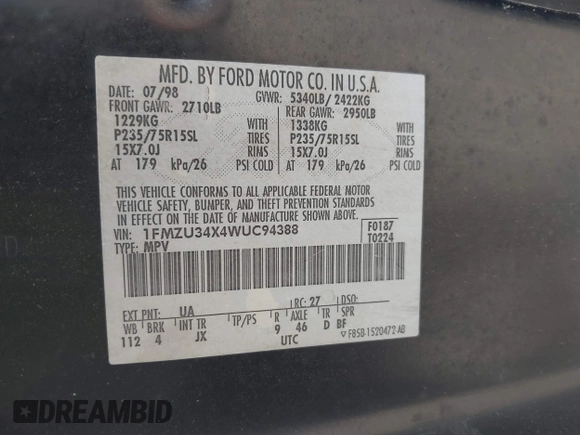 MFD. BY FORD MOTOR CO. IN U.S.A.
DATE: 07/98 GVWR: 5340LB/ 2422KG
FRONT GAWR: 2710LB REAR GAWR: 2950LB
1229KG WITH 1338KG WITH
P235/75R15SL TIRES P235/75R15SL TIRES
15X7.0J RIMS 15X7.0J RIMS
AT 179 kPa/26 PSI COLD AT 179 kPa/26 PSI COLD
THIS VEHICLE CONFORMS TO ALL APPLICABLE FEDERAL MOTOR
VEHICLE SAFETY, BUMPER, AND THEFT PREVENTION STANDARDS
IN EFFECT ON THE DATE OF MANUFACTURE SHOWN ABOVE.
VIN: 1FMZU34X4WUC94388 F0187
TYPE: MPV T0224
EXT PNT: UA RC: 27 DSO:
WB BRK INT TR TP/PS R AXLE TR SPR
112 4 JX 9 46 D BF
UTC ▽ F85B-1520472-AB
DREAMBID